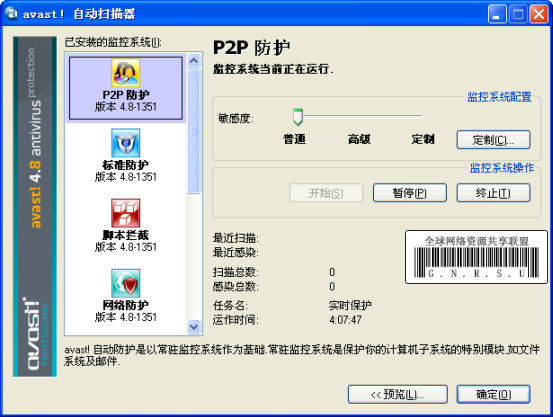 avast! 自动扫描器
avast! 4.8 antivirus protection
avast! PROFESSIONAL
已安装的监控系统(I):
P2P 防护
版本 4.8-1351
标准防护
版本 4.8-1351
脚本拦截
版本 4.8-1351
网络防护
版本 4.8-1351
P2P 防护
监控系统当前正在运行.
监控系统配置
敏感度:
普通 高级 定制
定制(C)...
监控系统操作
开始(S) 暂停(P) 终止(T)
最近扫描:
最近感染:
扫描总数: 0
感染总数: 0
任务名: 实时保护
运作时间: 4:07:47
全球网络资源共享联盟
G.N.R.S.U
avast! 自动防护是以常驻监控系统作为基础.常驻监控系统是保护你的计算机子系统的特别模块,如文件
系统及邮件.
<< 预览(L)... 确定(O)